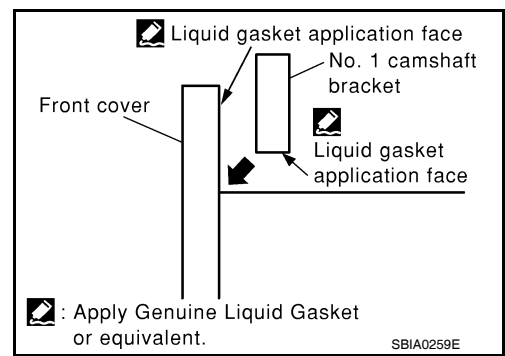 Liquid gasket application face
No. 1 camshaft
bracket
Front cover
Liquid gasket
application face
: Apply Genuine Liquid Gasket
or equivalent.
SBIA0259E